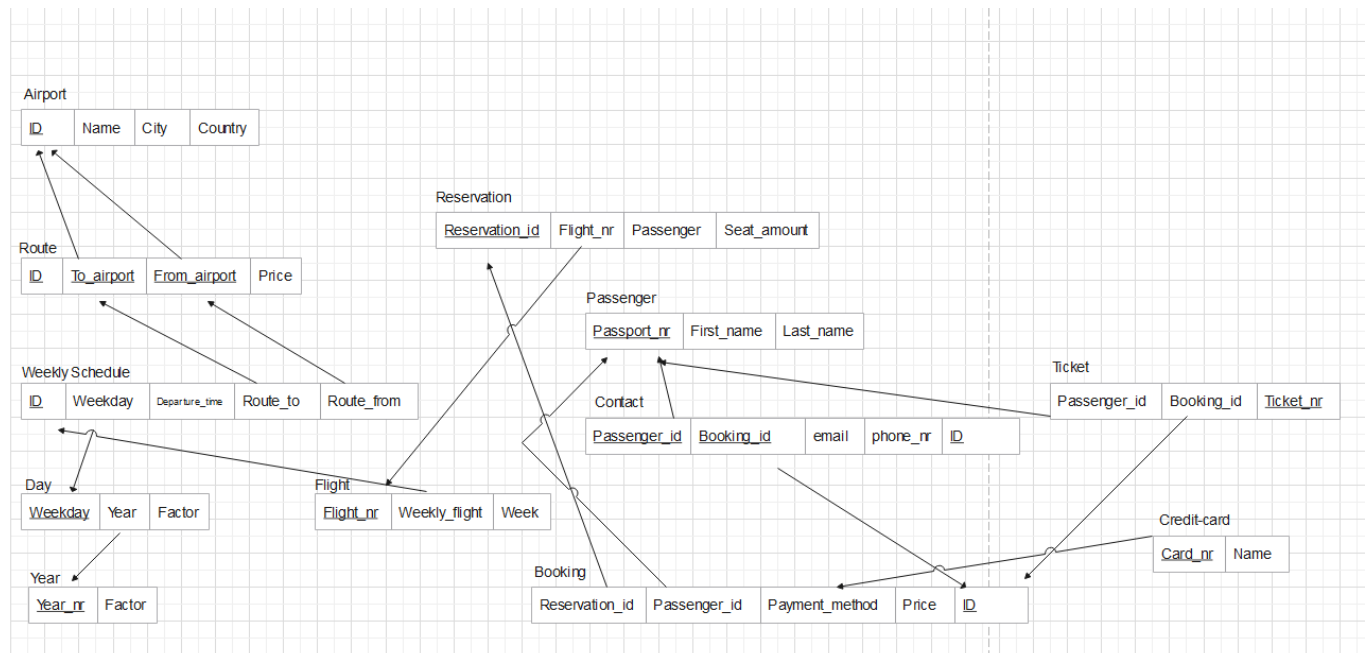 Airport
ID Name City Country
Reservation
Reservation_id Flight_nr Passenger Seat_amount
Route
ID To_airport From_airport Price
Passenger
Passport_nr First_name Last_name
Weekly Schedule
ID Weekday Departure_time Route_to Route_from
Ticket
Passenger_id Booking_id Ticket_nr
Contact
Passenger_id Booking_id email phone_nr ID
Day
Weekday Year Factor
Flight
Flight_nr Weekly_flight Week
Credit-card
Card_nr Name
Year
Year_nr Factor
Booking
Reservation_id Passenger_id Payment_method Price ID